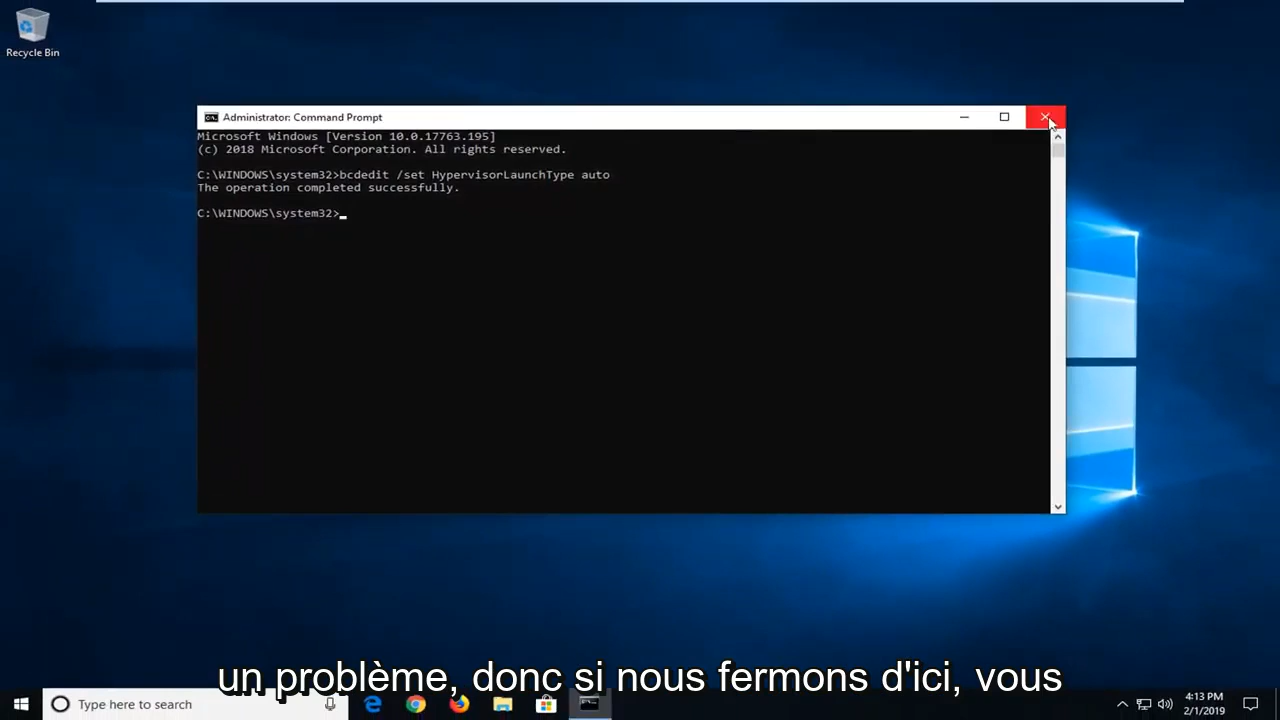 Recycle Bin
Administrator: Command Prompt
Microsoft Windows [Version 10.0.17763.195]
(c) 2018 Microsoft Corporation. All rights reserved.
C:\WINDOWS\system32>bcdedit /set HypervisorLaunchType auto
The operation completed successfully.
C:\WINDOWS\system32>
un problème, donc si nous fermons d'ici, vous
Type here to search
4:13 PM
2/1/2019